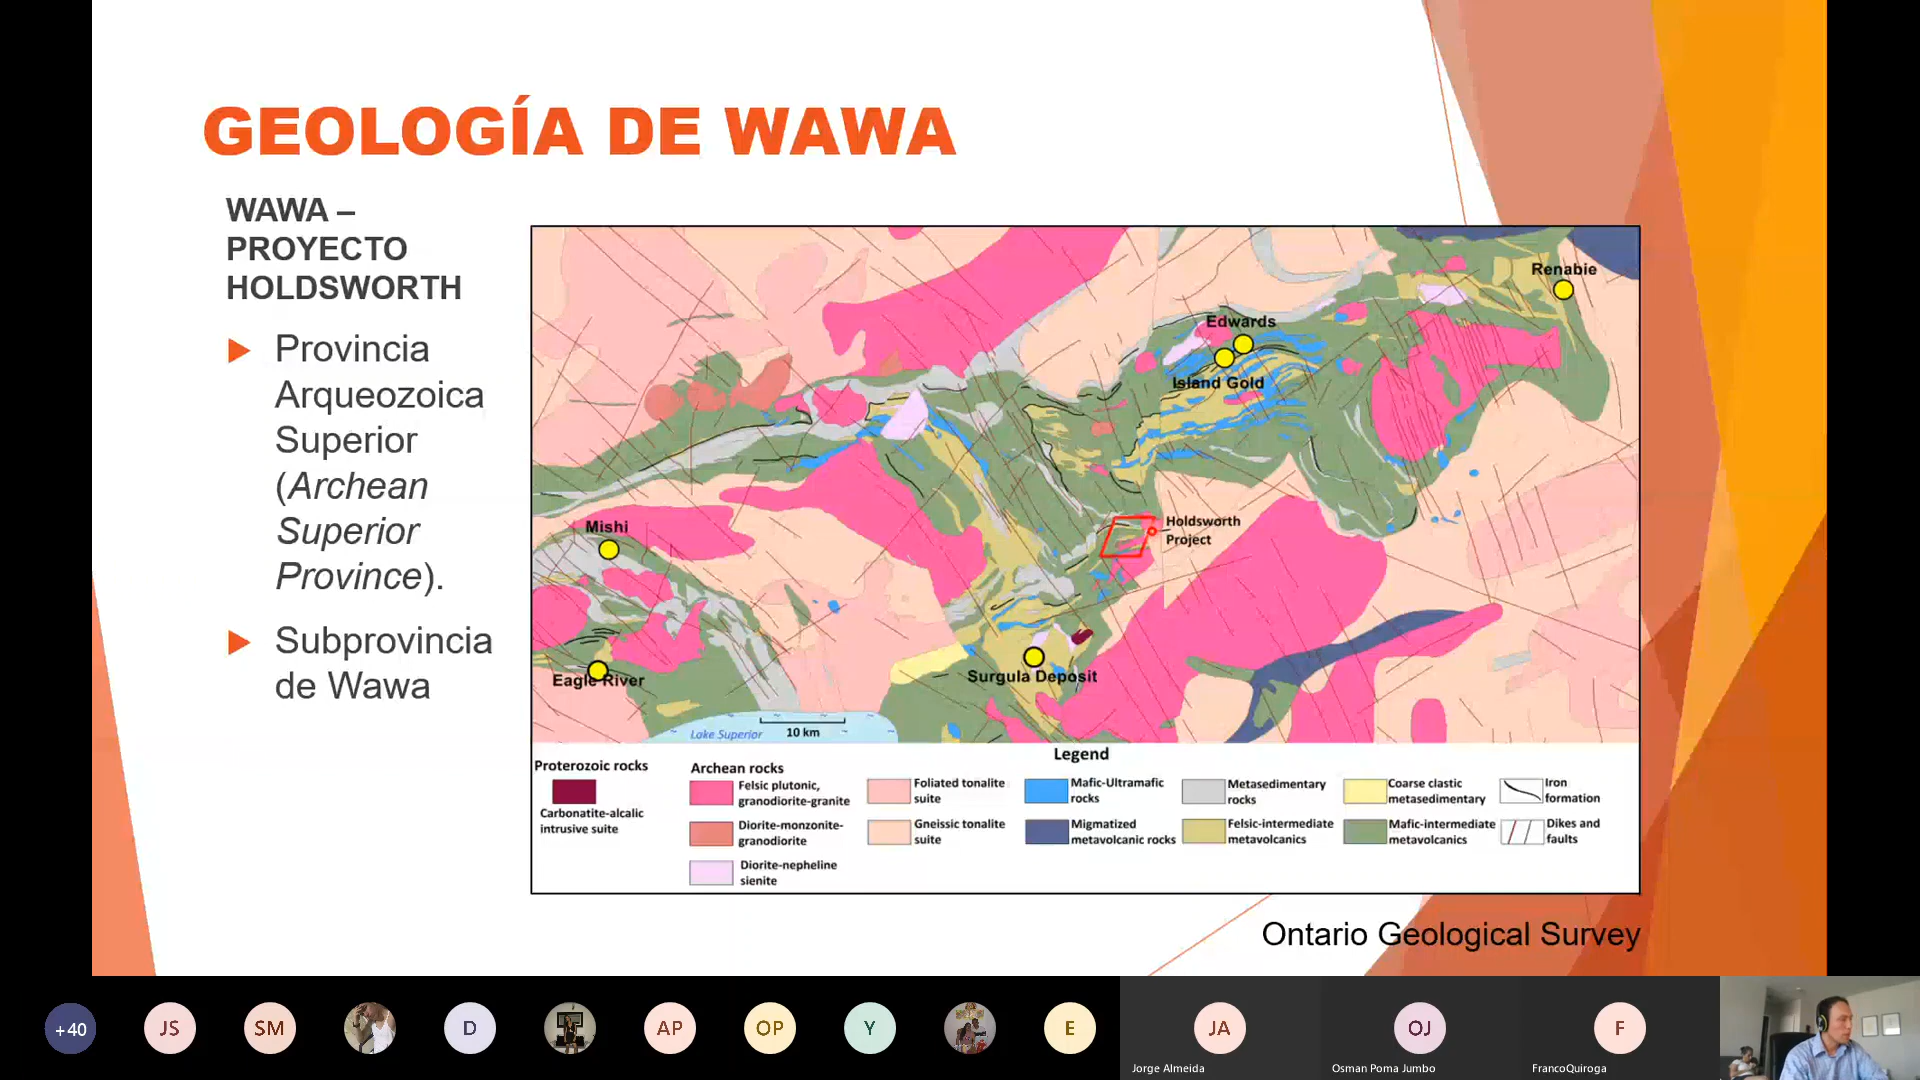 GEOLOGÍA DE WAWA
WAWA –
PROYECTO
HOLDSWORTH
Provincia
Arqueozoica
Superior
(Archean
Superior
Province).
Subprovincia
de Wawa
Renabie
Edwards
Island Gold
Mishi
Holdsworth
Project
Eagle River
Surgula Deposit
Lake Superior
10 km
Legend
Proterozoic rocks
Carbonatite-alcalic
intrusive suite
Archean rocks
Felsic plutonic,
granodiorite-granite
Diorite-monzonite-
granodiorite
Diorite-nepheline
sienite
Foliated tonalite
suite
Gneissic tonalite
suite
Mafic-Ultramafic
rocks
Migmatized
metavolcanic rocks
Metasedimentary
rocks
Felsic-intermediate
metavolcanics
Coarse clastic
metasedimentary
Mafic-intermediate
metavolcanics
Iron
formation
Dikes and
faults
Ontario Geological Survey
+40
JS
SM
D
AP
OP
Y
E
JA
Jorge Almeida
OJ
Osman Poma Jumbo
F
FrancoQuiroga